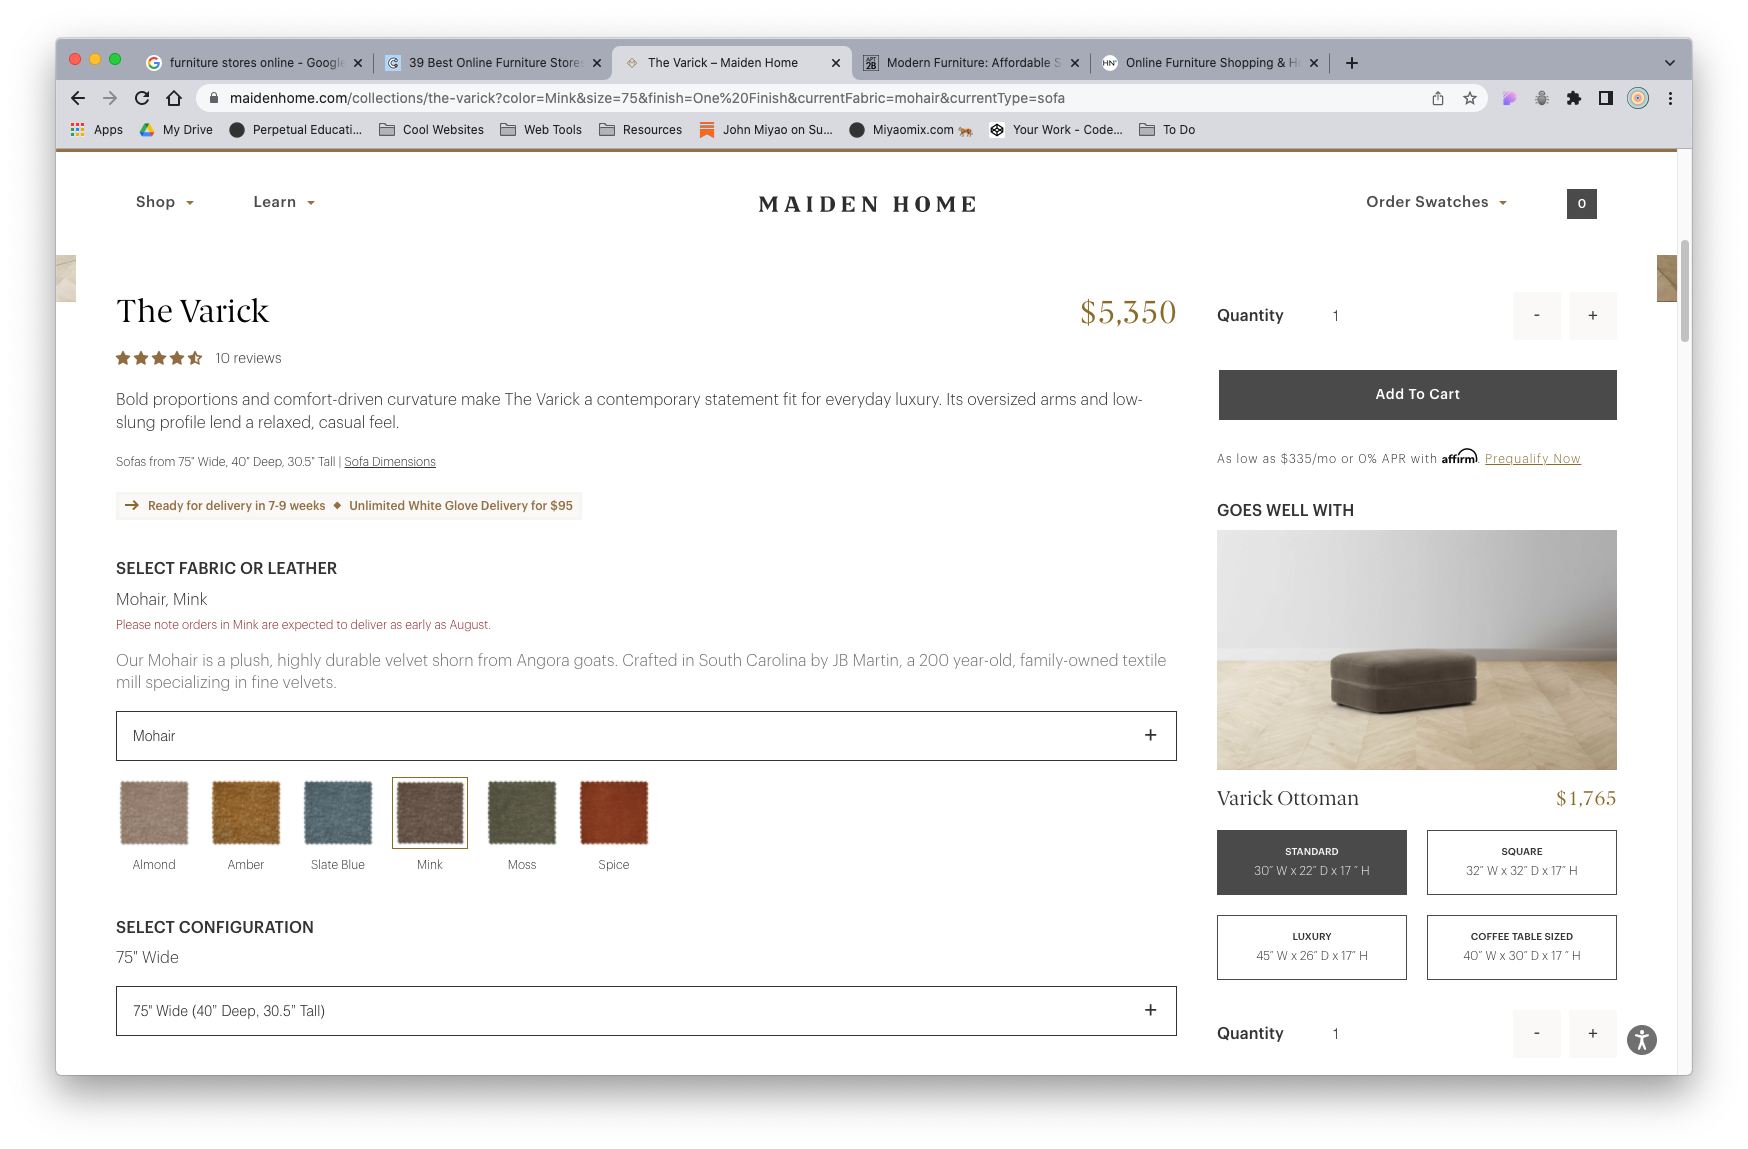 furniture stores online - Google
39 Best Online Furniture Stores
The Varick – Maiden Home
Modern Furniture: Affordable S
Online Furniture Shopping & H
maidenhome.com/collections/the-varick?color=Mink&size=75&finish=One%20Finish&currentFabric=mohair&currentType=sofa
Apps
My Drive
Perpetual Educati...
Cool Websites
Web Tools
Resources
John Miyao on Su...
Miyaomix.com
Your Work - Code...
To Do
Shop
Learn
MAIDEN HOME
Order Swatches
0
The Varick
$5,350
10 reviews
Bold proportions and comfort-driven curvature make The Varick a contemporary statement fit for everyday luxury. Its oversized arms and low-
slung profile lend a relaxed, casual feel.
Sofas from 75" Wide, 40" Deep, 30.5" Tall | Sofa Dimensions
Ready for delivery in 7-9 weeks ◆ Unlimited White Glove Delivery for $95
SELECT FABRIC OR LEATHER
Mohair, Mink
Please note orders in Mink are expected to deliver as early as August.
Our Mohair is a plush, highly durable velvet shorn from Angora goats. Crafted in South Carolina by JB Martin, a 200 year-old, family-owned textile
mill specializing in fine velvets.
Mohair +
Almond
Amber
Slate Blue
Mink
Moss
Spice
SELECT CONFIGURATION
75" Wide
75" Wide (40” Deep, 30.5” Tall) +
Quantity 1 - +
Add To Cart
As low as $335/mo or 0% APR with affirm. Prequalify Now
GOES WELL WITH
Varick Ottoman
$1,765
STANDARD
30” W x 22” D x 17 ” H
SQUARE
32” W x 32” D x 17” H
LUXURY
45” W x 26” D x 17” H
COFFEE TABLE SIZED
40” W x 30” D x 17 ” H
Quantity 1 - +